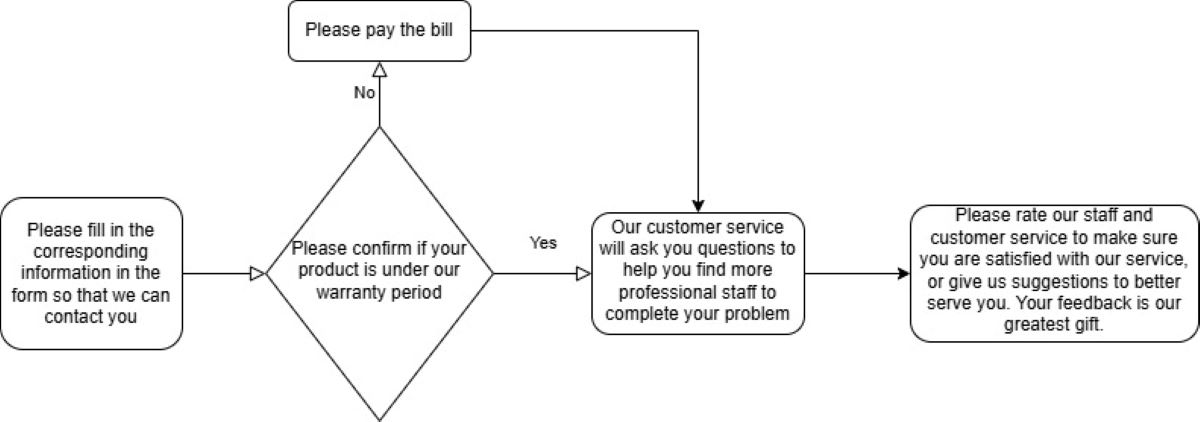 Please pay the bill
No
Please fill in the
corresponding
information in the
form so that we can
contact you
Please confirm if your
product is under our
warranty period
Yes
Our customer service
will ask you questions to
help you find more
professional staff to
complete your problem
Please rate our staff and
customer service to make sure
you are satisfied with our service,
or give us suggestions to better
serve you. Your feedback is our
greatest gift.